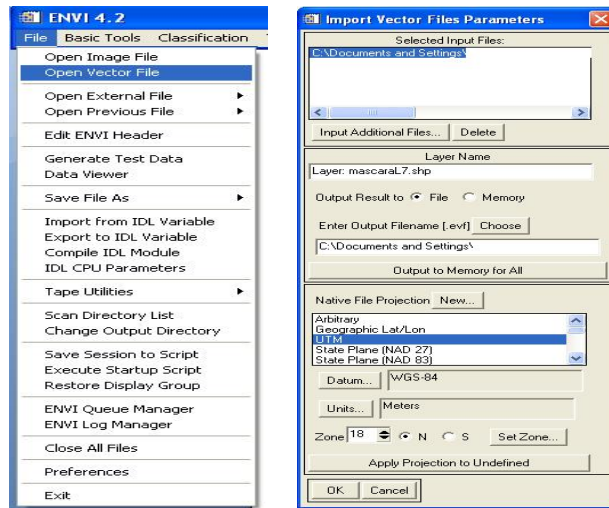 ENVI 4.2
File Basic Tools Classification
Open Image File
Open Vector File
Open External File
Open Previous File
Edit ENVI Header
Generate Test Data
Data Viewer
Save File As
Import from IDL Variable
Export to IDL Variable
Compile IDL Module
IDL CPU Parameters
Tape Utilities
Scan Directory List
Change Output Directory
Save Session to Script
Execute Startup Script
Restore Display Group
ENVI Queue Manager
ENVI Log Manager
Close All Files
Preferences
Exit
Import Vector Files Parameters
Selected Input Files:
C:\Documents and Settings\
Input Additional Files... Delete
Layer Name
Layer: mascaraL7.shp
Output Result to File Memory
Enter Output Filename [.evf] Choose
C:\Documents and Settings\
Output to Memory for All
Native File Projection New...
Arbitrary
Geographic Lat/Lon
UTM
State Plane (NAD 27)
State Plane (NAD 83)
Datum... WGS-84
Units... Meters
Zone 18 N S Set Zone...
Apply Projection to Undefined
OK Cancel